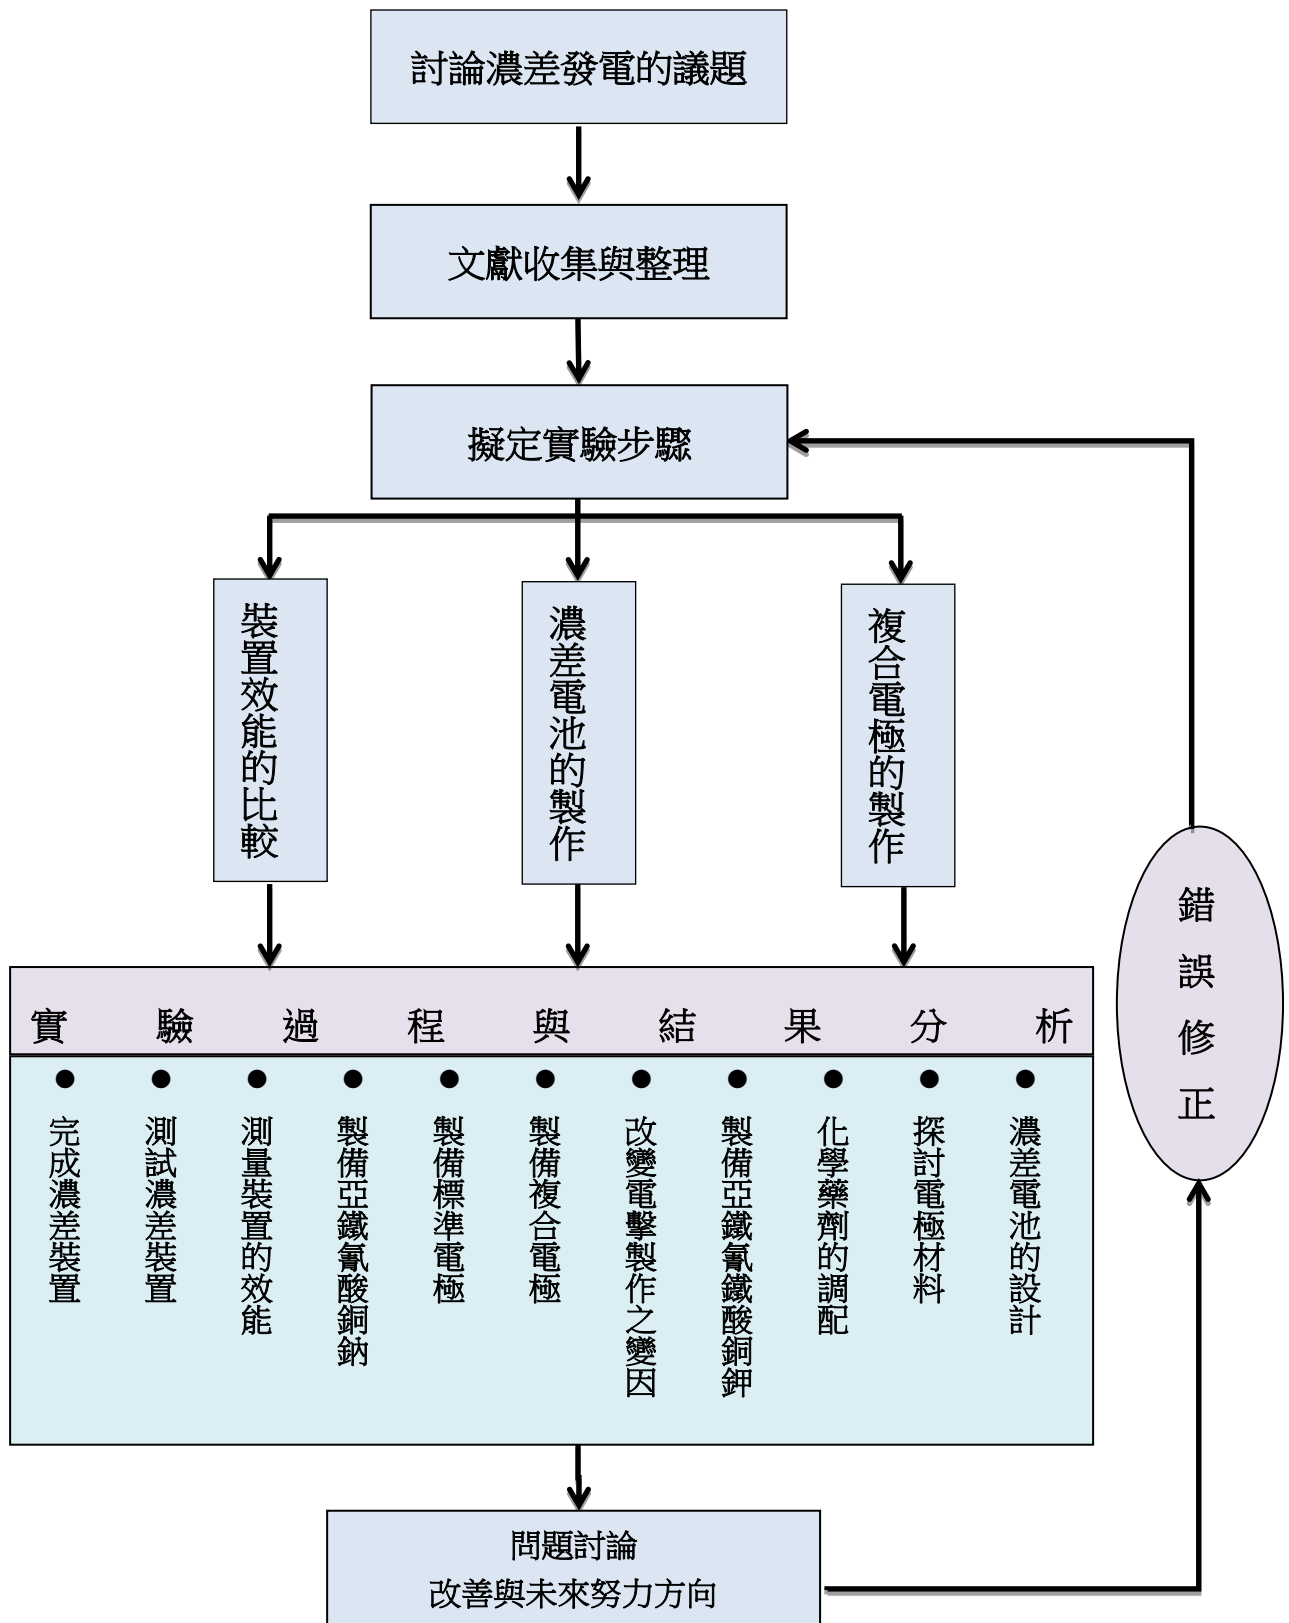 討論濃差發電的議題
文獻收集與整理
擬定實驗步驟
裝置效能的比較
濃差電池的製作
複合電極的製作
錯誤修正
實驗過程與結果分析
● 完成濃差裝置
● 測試濃差裝置
● 測量裝置的效能
● 製備亞鐵氰酸銅鈉
● 製備標準電極
● 製備複合電極
● 改變電擊製作之變因
● 製備亞鐵氰鐵酸銅鉀
● 化學藥劑的調配
● 探討電極材料
● 濃差電池的設計
問題討論
改善與未來努力方向